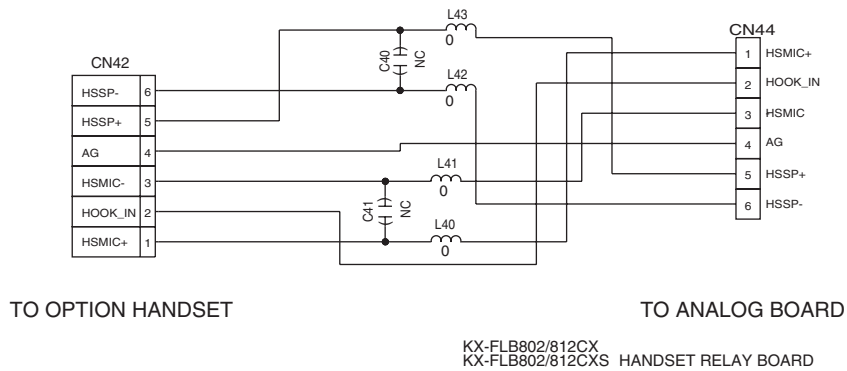 L43
0
C40
NC
L42
0
CN42
HSSP- 6
HSSP+ 5
AG 4
HSMIC- 3
HOOK_IN 2
HSMIC+ 1
L41
0
C41
NC
L40
0
CN44
1 HSMIC+
2 HOOK_IN
3 HSMIC
4 AG
5 HSSP+
6 HSSP-
TO OPTION HANDSET
TO ANALOG BOARD
KX-FLB802/812CX
KX-FLB802/812CXS HANDSET RELAY BOARD